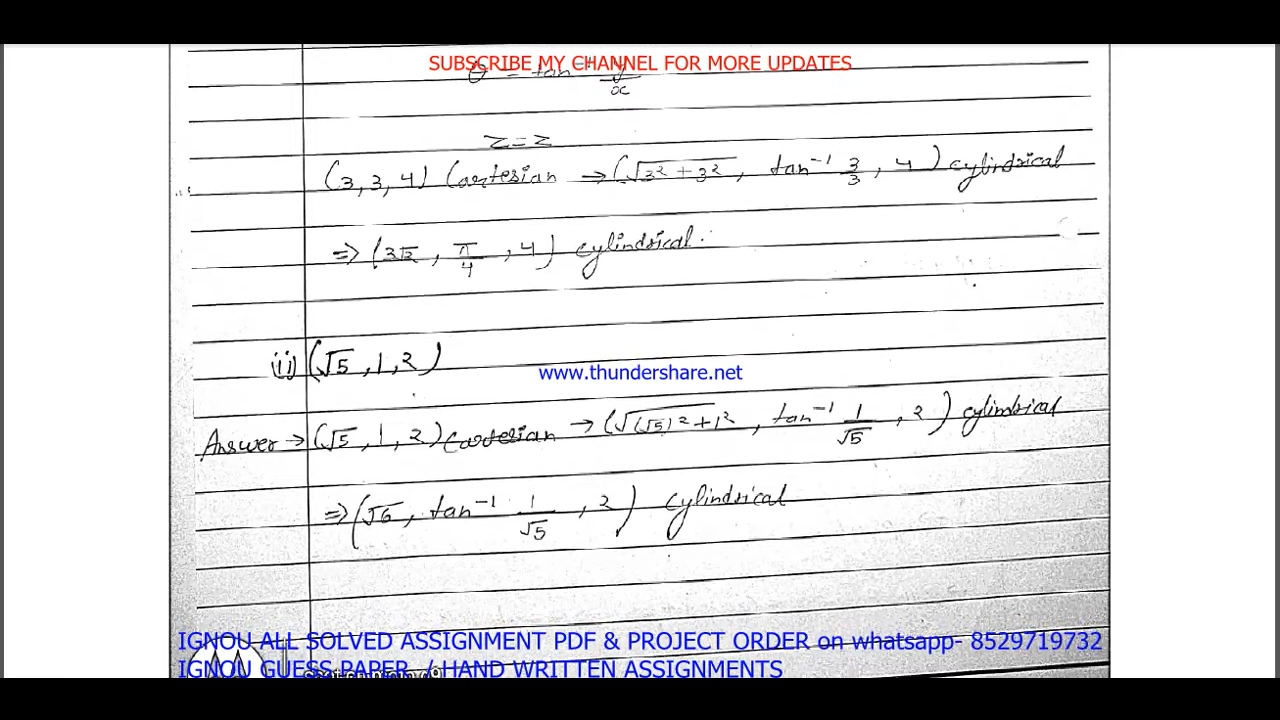 SUBSCRIBE MY CHANNEL FOR MORE UPDATES
θ = tan⁻¹ y/x
z = z
(3, 3, 4) Cartesian → (√3² + 3², tan⁻¹ 3/3, 4) cylindrical
⇒ (3√2, π/4, 4) cylindrical.
(ii) (√5, 1, 2)
www.thundershare.net
Answer → (√5, 1, 2) Cartesian → (√(√5)² + 1², tan⁻¹ 1/√5, 2) cylindrical
⇒ (√6, tan⁻¹ 1/√5, 2) cylindrical
IGNOU ALL SOLVED ASSIGNMENT PDF & PROJECT ORDER on whatsapp- 8529719732
IGNOU GUESS PAPER / HAND WRITTEN ASSIGNMENTS